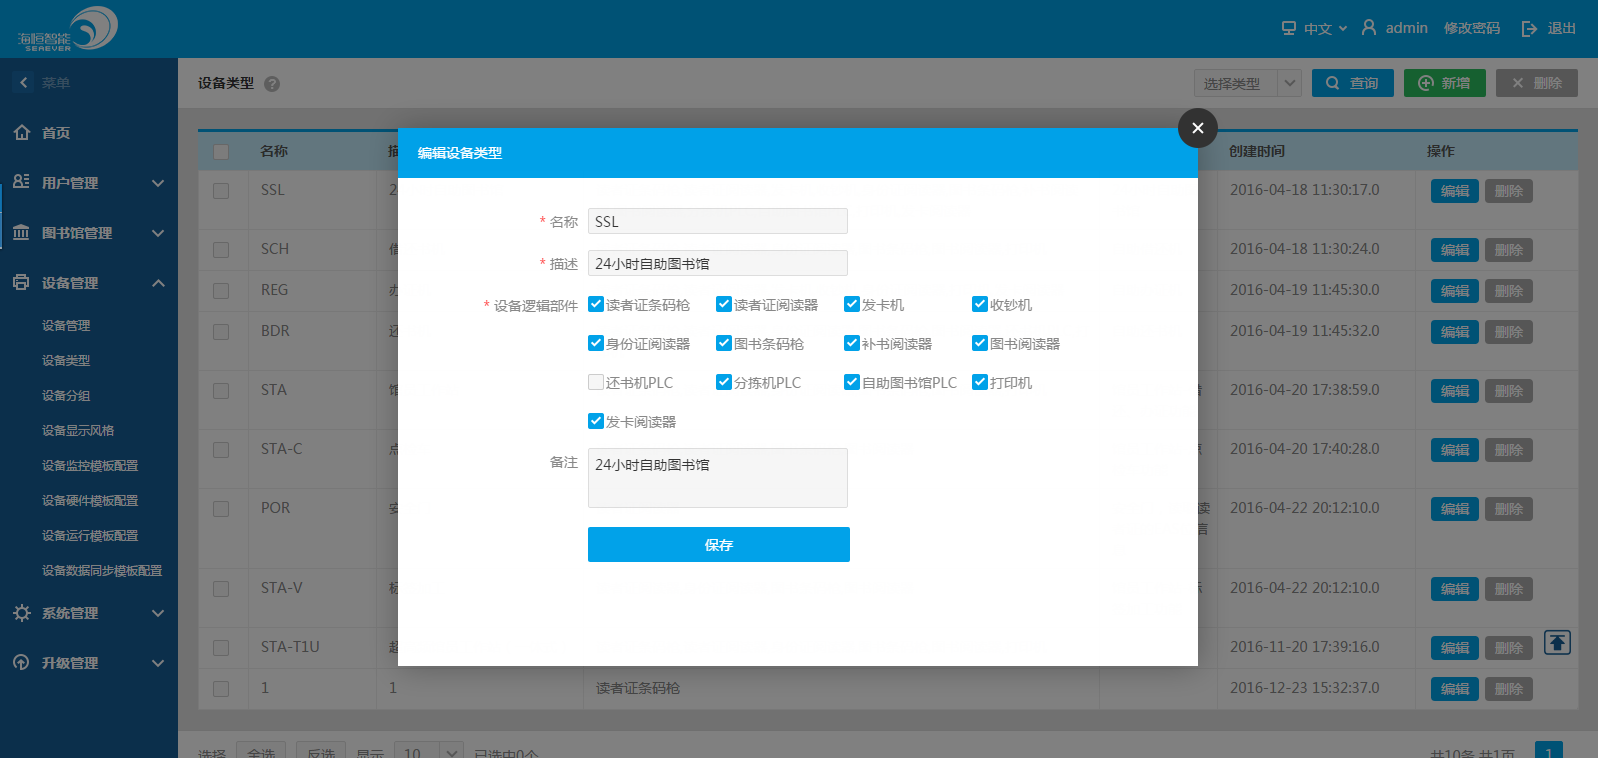 海恒智能
SEAEVER
中文 admin 修改密码 退出
菜单
首页
用户管理
图书馆管理
设备管理
设备管理
设备类型
设备分组
设备显示风格
设备监控模板配置
设备硬件模板配置
设备运行模板配置
设备数据同步模板配置
系统管理
升级管理
设备类型 ?
选择类型 查询 新增 删除
名称 创建时间 操作
SSL 2 2016-04-18 11:30:17.0 编辑 删除
SCH 2016-04-18 11:30:24.0 编辑 删除
REG 2016-04-19 11:45:30.0 编辑 删除
BDR 2016-04-19 11:45:32.0 编辑 删除
STA 2016-04-20 17:38:59.0 编辑 删除
STA-C 2016-04-20 17:40:28.0 编辑 删除
POR 读 2016-04-22 20:12:10.0 编辑 删除
STA-V 2016-04-22 20:12:10.0 编辑 删除
STA-T1U 2016-11-20 17:39:16.0 编辑 删除
1 1 读者证条码枪 2016-12-23 15:32:37.0 编辑 删除
选择 全选 反选 显示 10 已选中0个 共10条 共1页 1
编辑设备类型
* 名称 SSL
* 描述 24小时自助图书馆
* 设备逻辑部件 读者证条码枪 读者证阅读器 发卡机 收钞机
身份证阅读器 图书条码枪 补书阅读器 图书阅读器
还书机PLC 分拣机PLC 自助图书馆PLC 打印机
发卡阅读器
备注 24小时自助图书馆
保存